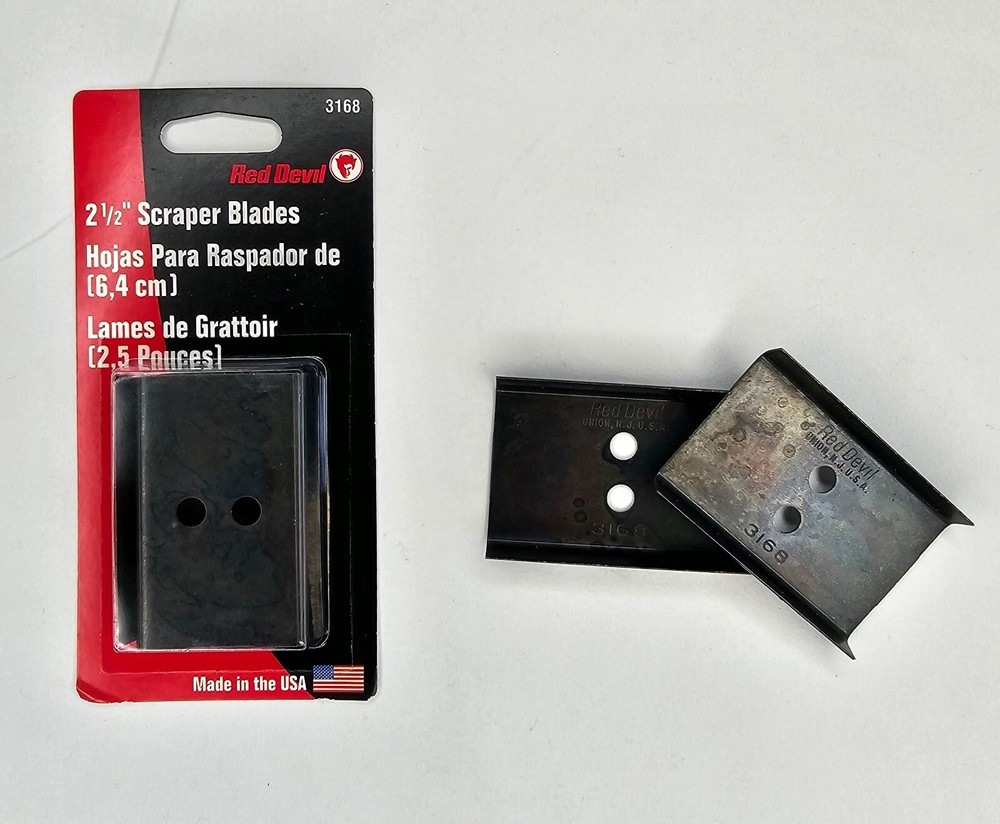 3168
Red Devil
2 1/2" Scraper Blades
Hojas Para Raspador de
(6,4 cm)
Lames de Grattoir
(2,5 Pouces)
Made in the USA
Red Devil
UNION, N.J. U.S.A.
3168
Red Devil
UNION, N.J. U.S.A.
3168